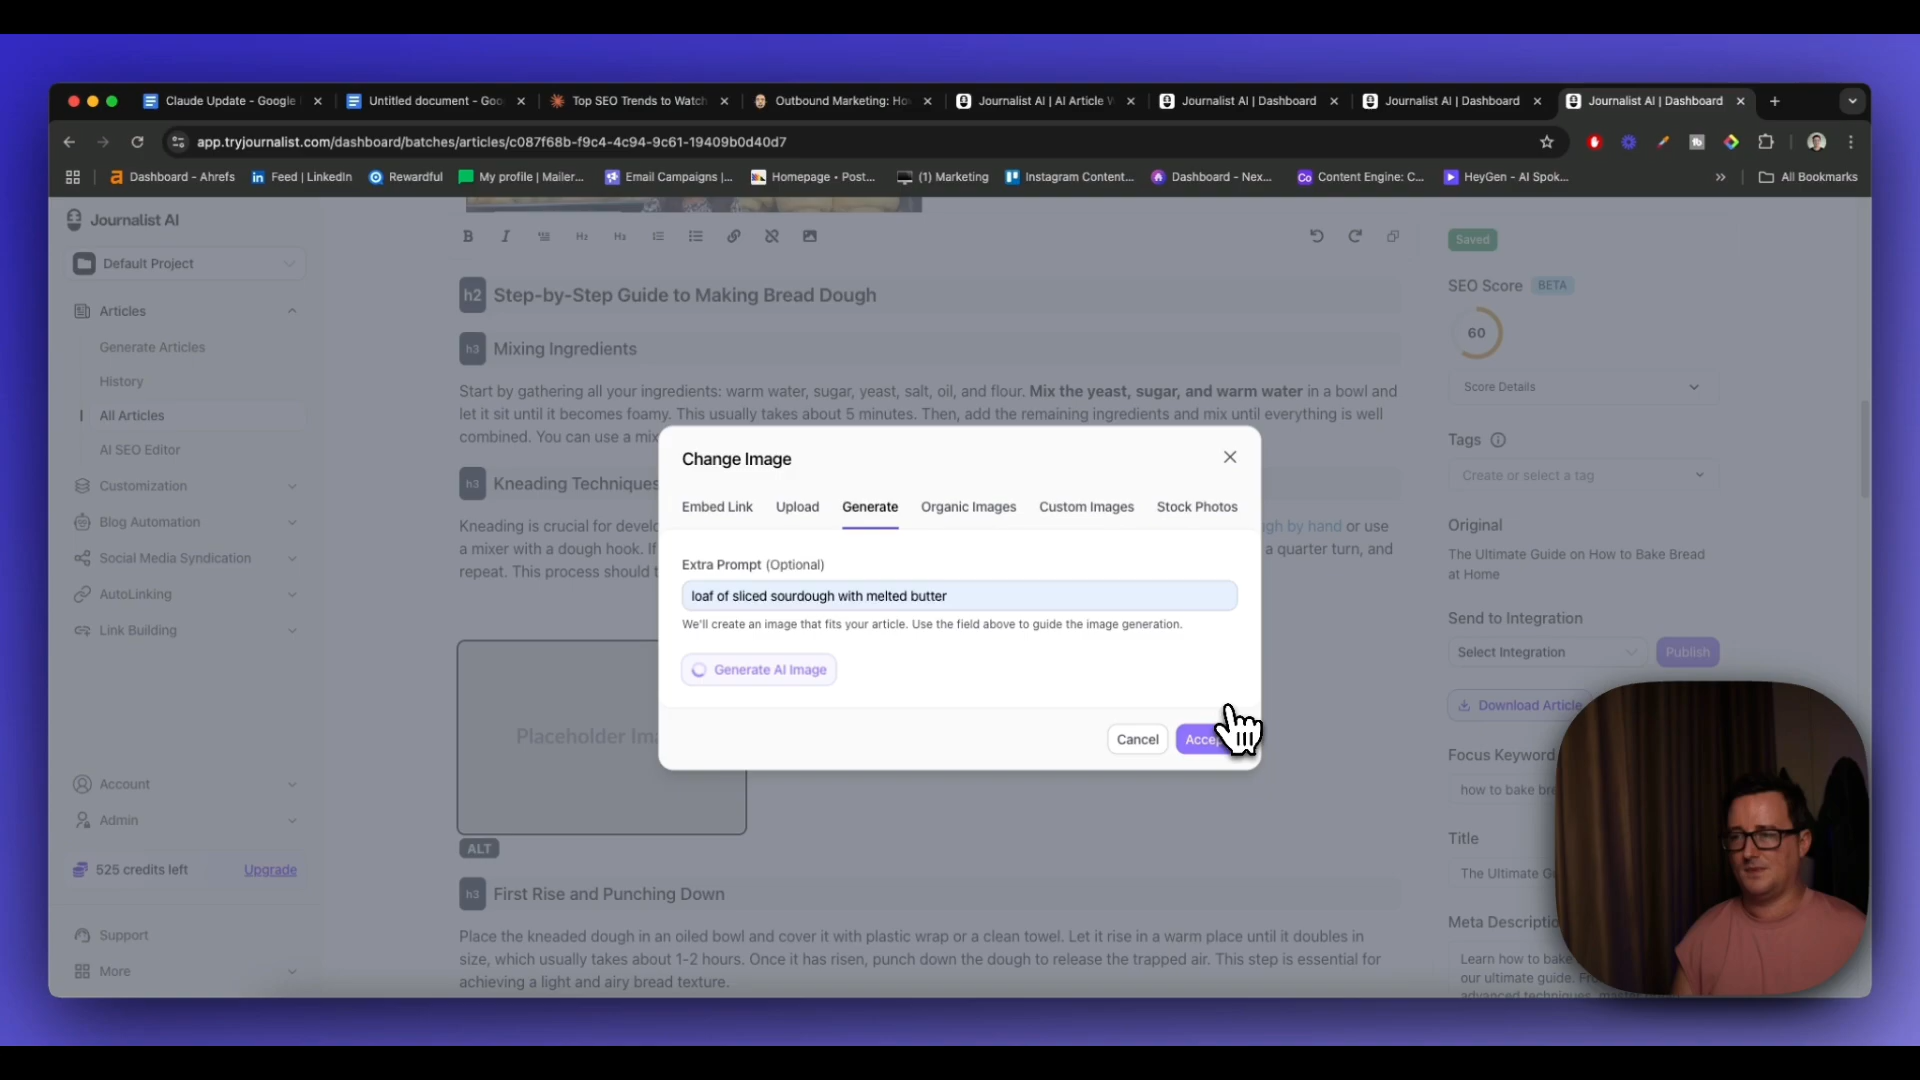 Claude Update - Google
Untitled document - Goo
Top SEO Trends to Watch
Outbound Marketing: Ho
Journalist AI | AI Article
Journalist AI | Dashboard
Journalist AI | Dashboard
Journalist AI | Dashboard
app.tryjournalist.com/dashboard/batches/articles/c087f68b-f9c4-4c94-9c61-19409b0d40d7
Dashboard - Ahrefs
Feed | LinkedIn
Rewardful
My profile | Mailer...
Email Campaigns |...
Homepage • Post...
(1) Marketing
Instagram Content...
Dashboard - Nex...
Content Engine: C...
HeyGen - AI Spok...
All Bookmarks
Journalist AI
Default Project
Articles
Generate Articles
History
All Articles
AI SEO Editor
Customization
Blog Automation
Social Media Syndication
AutoLinking
Link Building
Account
Admin
525 credits left
Upgrade
Support
More
B I H2 H3
h2 Step-by-Step Guide to Making Bread Dough
h3 Mixing Ingredients
Start by gathering all your ingredients: warm water, sugar, yeast, salt, oil, and flour. Mix the yeast, sugar, and warm water in a bowl and
let it sit until it becomes foamy. This usually takes about 5 minutes. Then, add the remaining ingredients and mix until everything is well
combined. You can use a mix
h3 Kneading Techniques
Kneading is crucial for develo
gh by hand or use
a mixer with a dough hook. If
a quarter turn, and
repeat. This process should t
Placeholder Ima
ALT
h3 First Rise and Punching Down
Place the kneaded dough in an oiled bowl and cover it with plastic wrap or a clean towel. Let it rise in a warm place until it doubles in
size, which usually takes about 1-2 hours. Once it has risen, punch down the dough to release the trapped air. This step is essential for
achieving a light and airy bread texture.
Change Image
Embed Link
Upload
Generate
Organic Images
Custom Images
Stock Photos
Extra Prompt (Optional)
loaf of sliced sourdough with melted butter
We'll create an image that fits your article. Use the field above to guide the image generation.
Generate AI Image
Cancel
Accep
Saved
SEO Score BETA
60
Score Details
Tags
Create or select a tag
Original
The Ultimate Guide on How to Bake Bread
at Home
Send to Integration
Select Integration
Publish
Download Article
Focus Keyword
how to bake bre
Title
The Ultimate G
Meta Descriptio
Learn how to bake
our ultimate guide. Fr
advanced techniques, mast